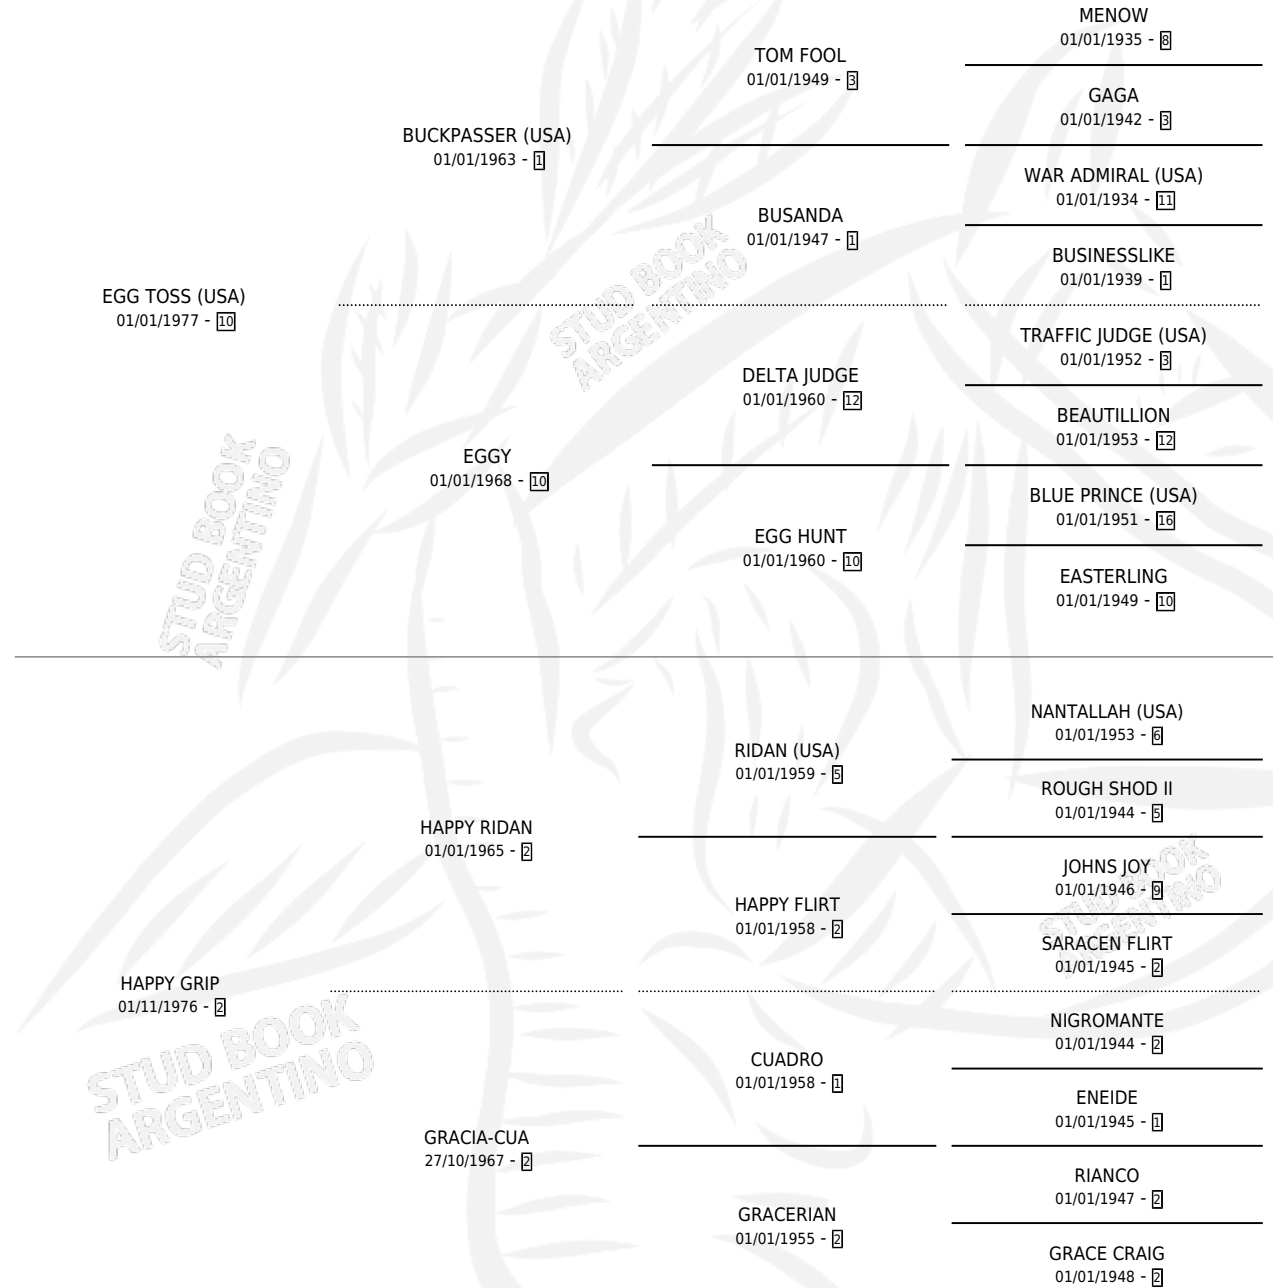 MENOW
01/01/1935 - 8
TOM FOOL
01/01/1949 - 3
GAGA
01/01/1942 - 3
BUCKPASSER (USA)
01/01/1963 - 1
WAR ADMIRAL (USA)
01/01/1934 - 11
BUSANDA
01/01/1947 - 1
BUSINESSLIKE
01/01/1939 - 1
EGG TOSS (USA)
01/01/1977 - 10
STUD BOOK
ARGENTINO
TRAFFIC JUDGE (USA)
01/01/1952 - 3
DELTA JUDGE
01/01/1960 - 12
BEAUTILLION
01/01/1953 - 12
EGGY
01/01/1968 - 10
BLUE PRINCE (USA)
01/01/1951 - 16
EGG HUNT
01/01/1960 - 10
EASTERLING
01/01/1949 - 10
STUD BOOK
ARGENTINO
NANTALLAH (USA)
01/01/1953 - 6
RIDAN (USA)
01/01/1959 - 5
ROUGH SHOD II
01/01/1944 - 5
HAPPY RIDAN
01/01/1965 - 2
JOHNS JOY
01/01/1946 - 9
HAPPY FLIRT
01/01/1958 - 2
STUD BOOK
ARGENTINO
SARACEN FLIRT
01/01/1945 - 2
HAPPY GRIP
01/11/1976 - 2
NIGROMANTE
01/01/1944 - 2
STUD BOOK
ARGENTINO
CUADRO
01/01/1958 - 1
ENEIDE
01/01/1945 - 1
GRACIA-CUA
27/10/1967 - 2
RIANCO
01/01/1947 - 2
GRACERIAN
01/01/1955 - 2
GRACE CRAIG
01/01/1948 - 2